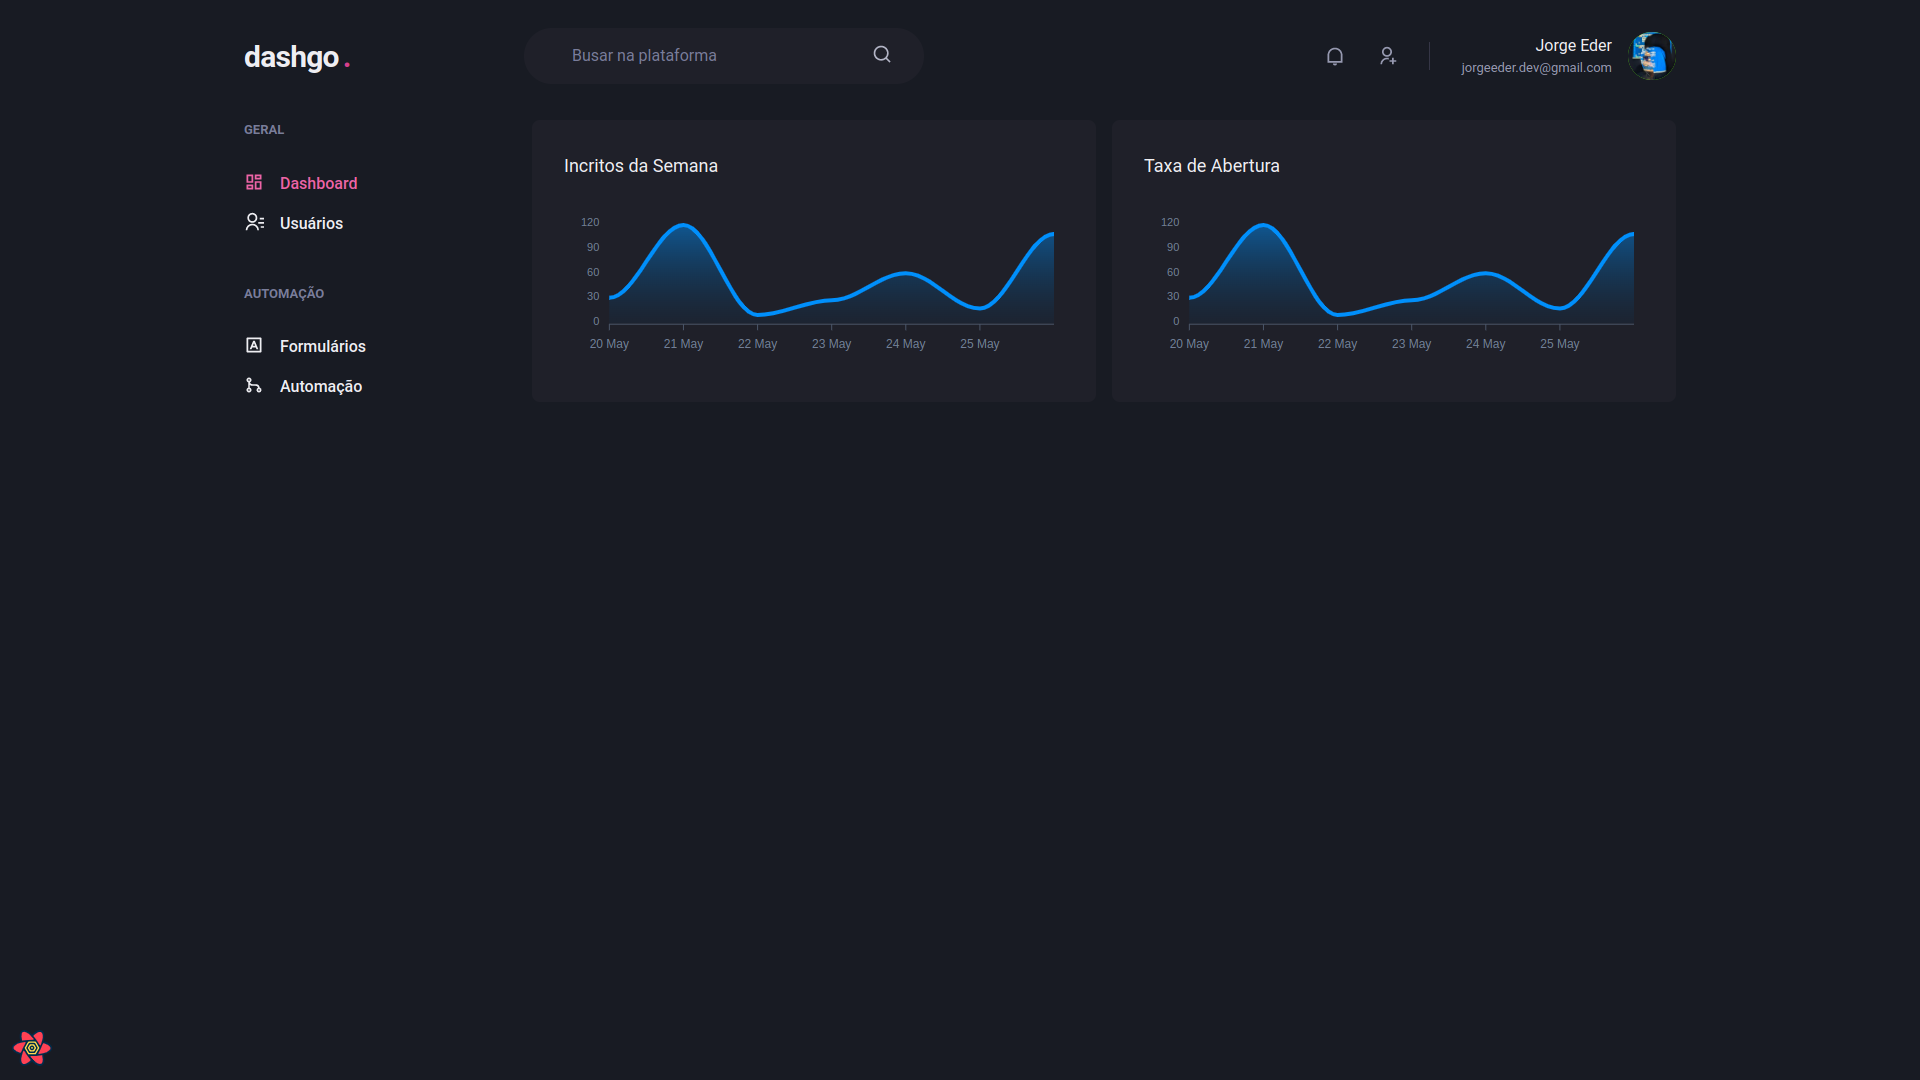 dashgo.
Busar na plataforma
Jorge Eder
jorgeeder.dev@gmail.com
GERAL
Dashboard
Usuários
AUTOMAÇÃO
Formulários
Automação
Incritos da Semana
120
90
60
30
0
20 May 21 May 22 May 23 May 24 May 25 May
Taxa de Abertura
120
90
60
30
0
20 May 21 May 22 May 23 May 24 May 25 May